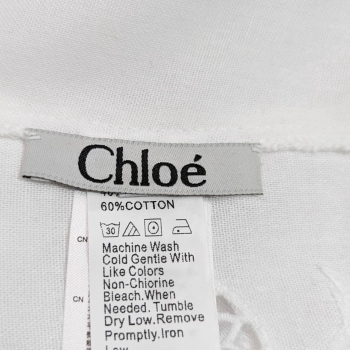 Chloé
60%COTTON
30
CN
Machine Wash
Cold Gentle With
Like Colors
Non-Chlorine
CN
Bleach.When
Needed. Tumble
Dry Low.Remove
Promptly.Iron
Low